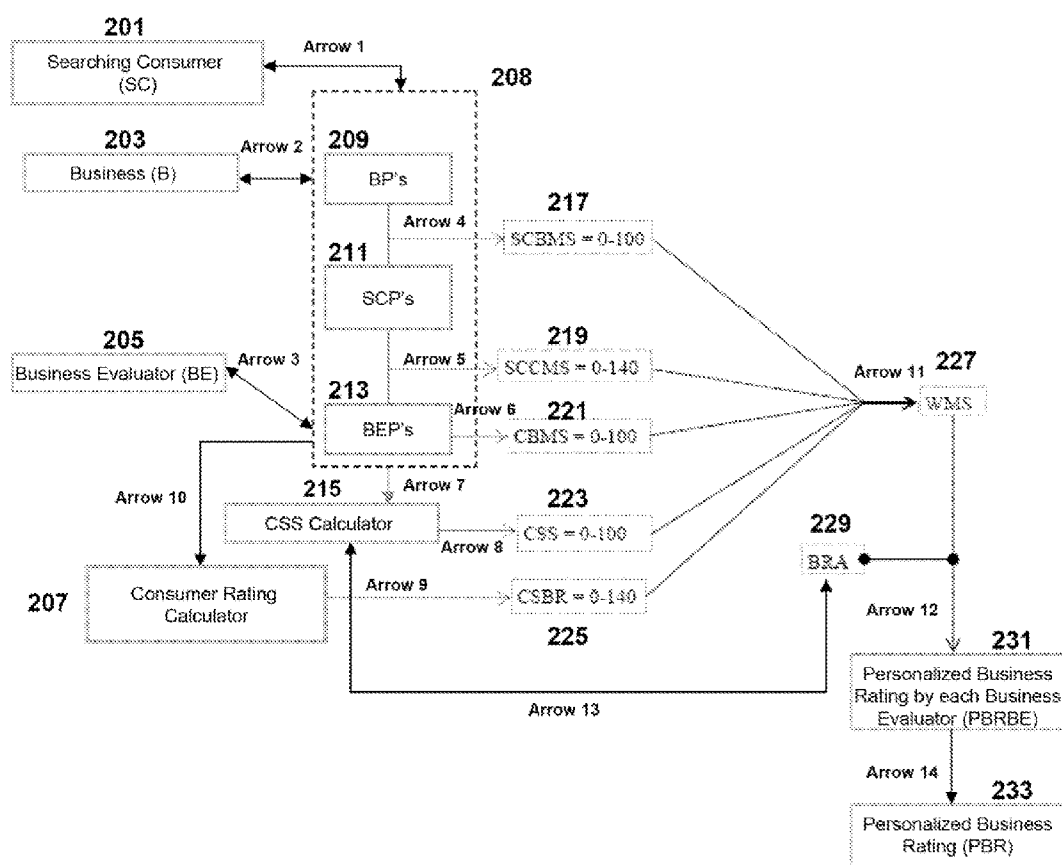 201
Arrow 1
Searching Consumer
(SC)
208
203
Arrow 2
209
Business (B)
BP's
217
Arrow 4
SCBMS = 0-100
211
SCP's
205
219
Arrow 3
Arrow 5
SCCMS = 0-140
Arrow 11
227
Business Evaluator (BE)
213
WMS
Arrow 6
221
BEP's
CBMS = 0-100
Arrow 7
215
Arrow 10
223
CSS Calculator
CSS = 0-100
Arrow 8
229
BRA
207
Consumer Rating
Calculator
Arrow 9
CSBR = 0-140
Arrow 12
225
231
Personalized Business
Rating by each Business
Evaluator (PBRBE)
Arrow 13
Arrow 14
233
Personalized Business
Rating (PBR)